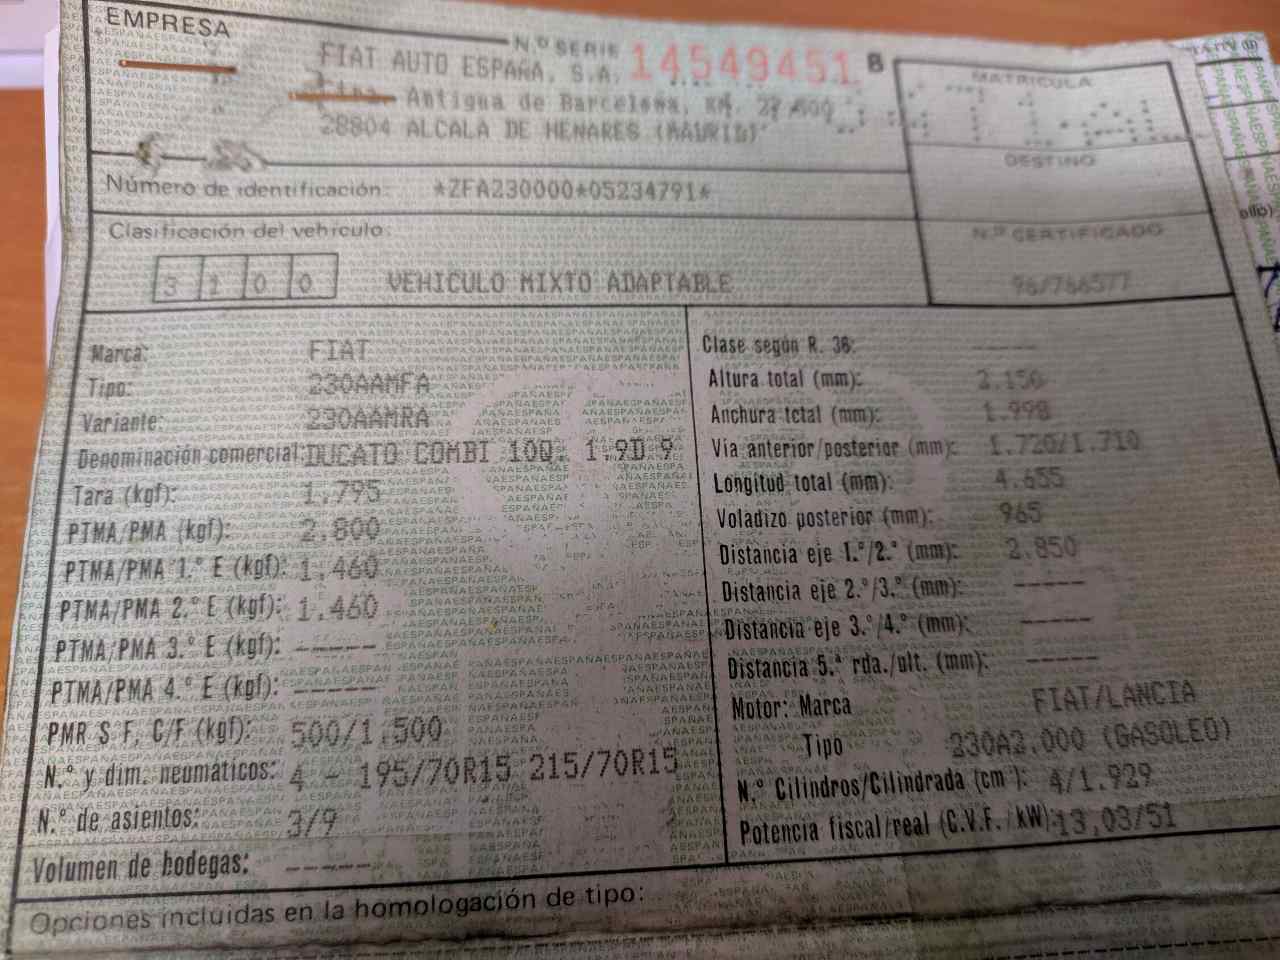 EMPRESA
N.º SERIE 14549451 B
FIAT AUTO ESPAÑA, S.A.
Ctra. Antigua de Barcelona, KM.
28804 ALCALA DE HENARES (MADRID)
MATRICULA
DESTINO
Número de identificación: *ZFA230000*05234791*
Clasificación del vehículo:
N.º CERTIFICADO
3 1 0 0 VEHICULO MIXTO ADAPTABLE
96/766577
Marca: FIAT
Tipo: 230AAMFA
Variante: 230AAMRA
Denominación comercial: DUCATO COMBI 10Q. 1.9D 9
Tara (kgf): 1.795
PTMA/PMA (kgf): 2.800
PTMA/PMA 1.º E (kgf): 1.460
PTMA/PMA 2.º E (kgf): 1.460
PTMA/PMA 3.º E (kgf): -----
PTMA/PMA 4.º E (kgf): -----
PMR S F, C/F (kgf): 500/1.500
N.º y dim. neumáticos: 4 - 195/70R15 215/70R15
N.º de asientos: 3/9
Volumen de bodegas: -----
Clase según R. 36: -----
Altura total (mm): 2.150
Anchura total (mm): 1.998
Via anterior/posterior (mm): 1.720/1.710
Longitud total (mm): 4.655
Voladizo posterior (mm): 965
Distancia eje 1.º/2.º (mm): 2.850
Distancia eje 2.º/3.º (mm): -----
Distancia eje 3.º/4.º (mm): -----
Distancia 5.ª rda./ult. (mm): -----
Motor: Marca FIAT/LANCIA
Tipo 230A2.000 (GASOLEO)
N.º Cilindros/Cilindrada (cm³): 4/1.929
Potencia fiscal/real (C.V.F./kW): 13,03/51
Opciones incluidas en la homologación de tipo: